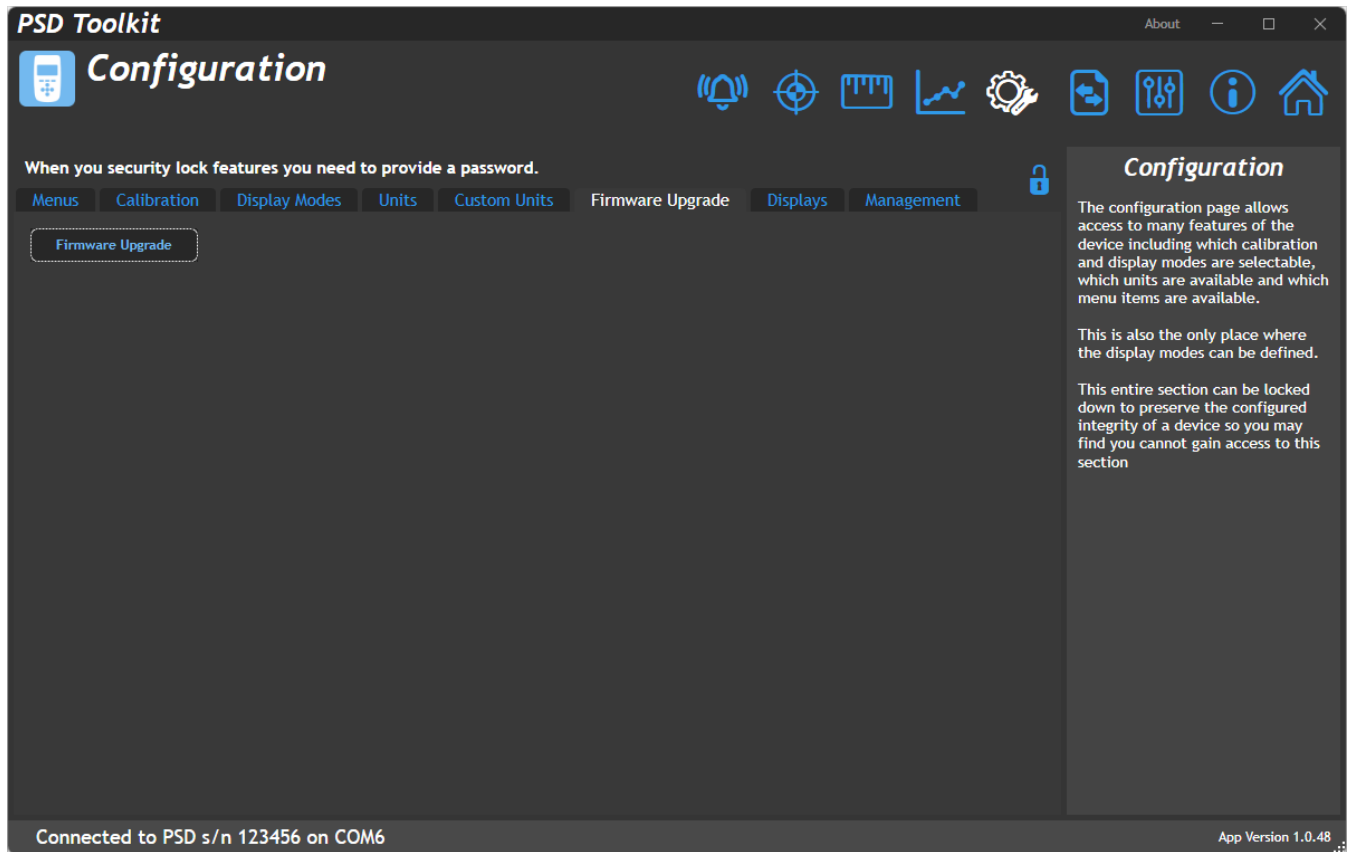 PSD Toolkit
About
Configuration
When you security lock features you need to provide a password.
Menus Calibration Display Modes Units Custom Units Firmware Upgrade Displays Management
Firmware Upgrade
Configuration
The configuration page allows
access to many features of the
device including which calibration
and display modes are selectable,
which units are available and which
menu items are available.
This is also the only place where
the display modes can be defined.
This entire section can be locked
down to preserve the configured
integrity of a device so you may
find you cannot gain access to this
section
Connected to PSD s/n 123456 on COM6
App Version 1.0.48